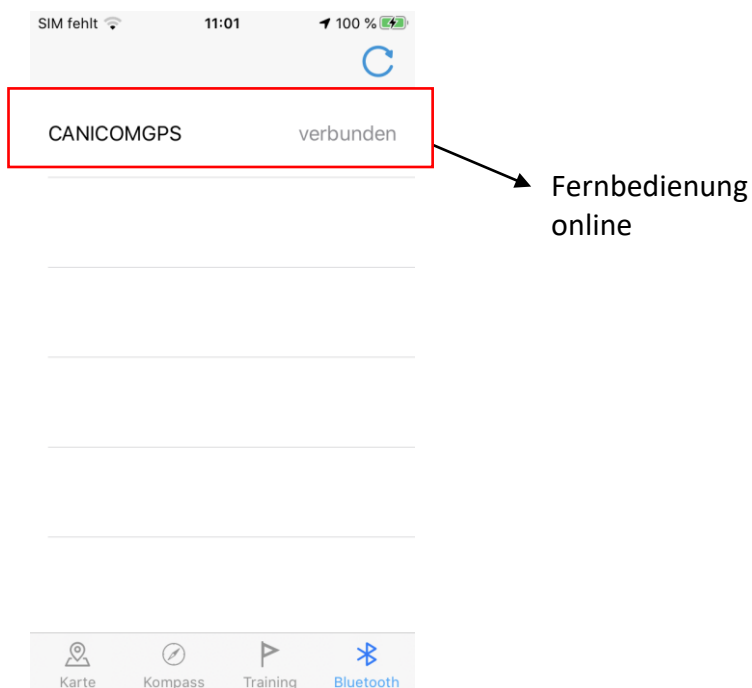 SIM fehlt 11:01 100 %
CANICOMGPS verbunden
Fernbedienung
online
Karte Kompass Training Bluetooth